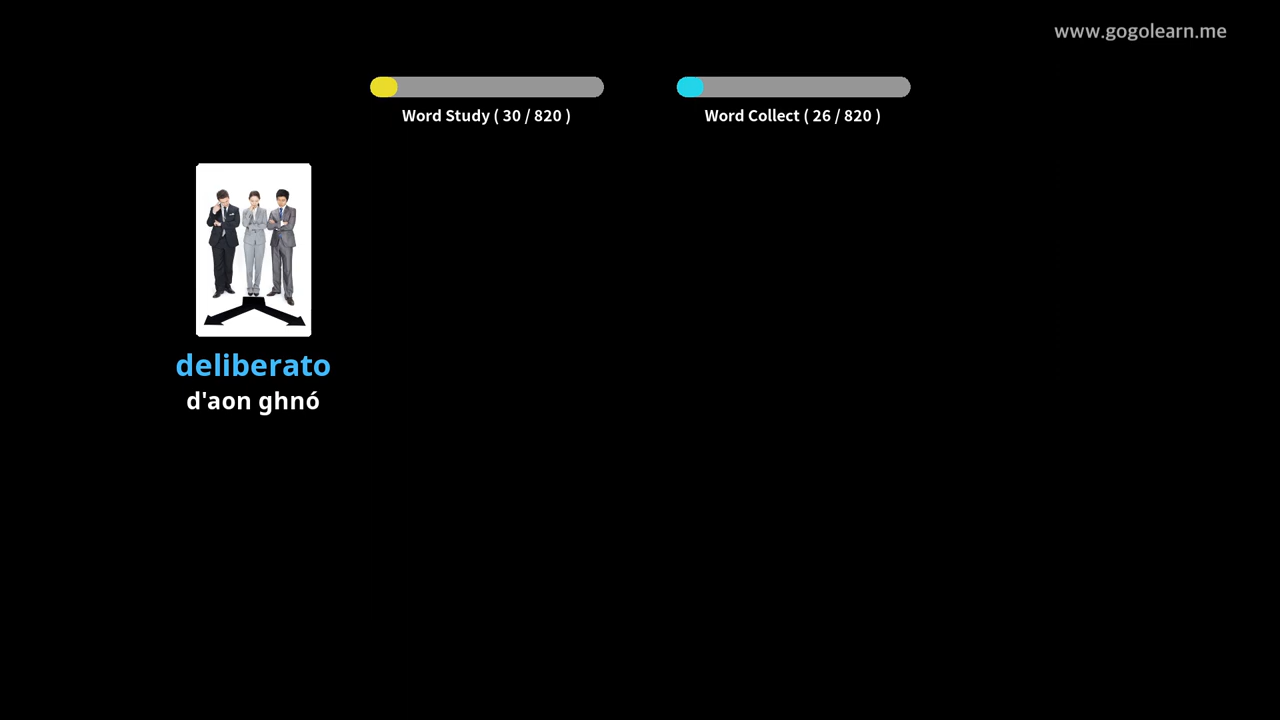 www.gogolearn.me
Word Study ( 30 / 820 )
Word Collect ( 26 / 820 )
deliberato
d'aon ghnó